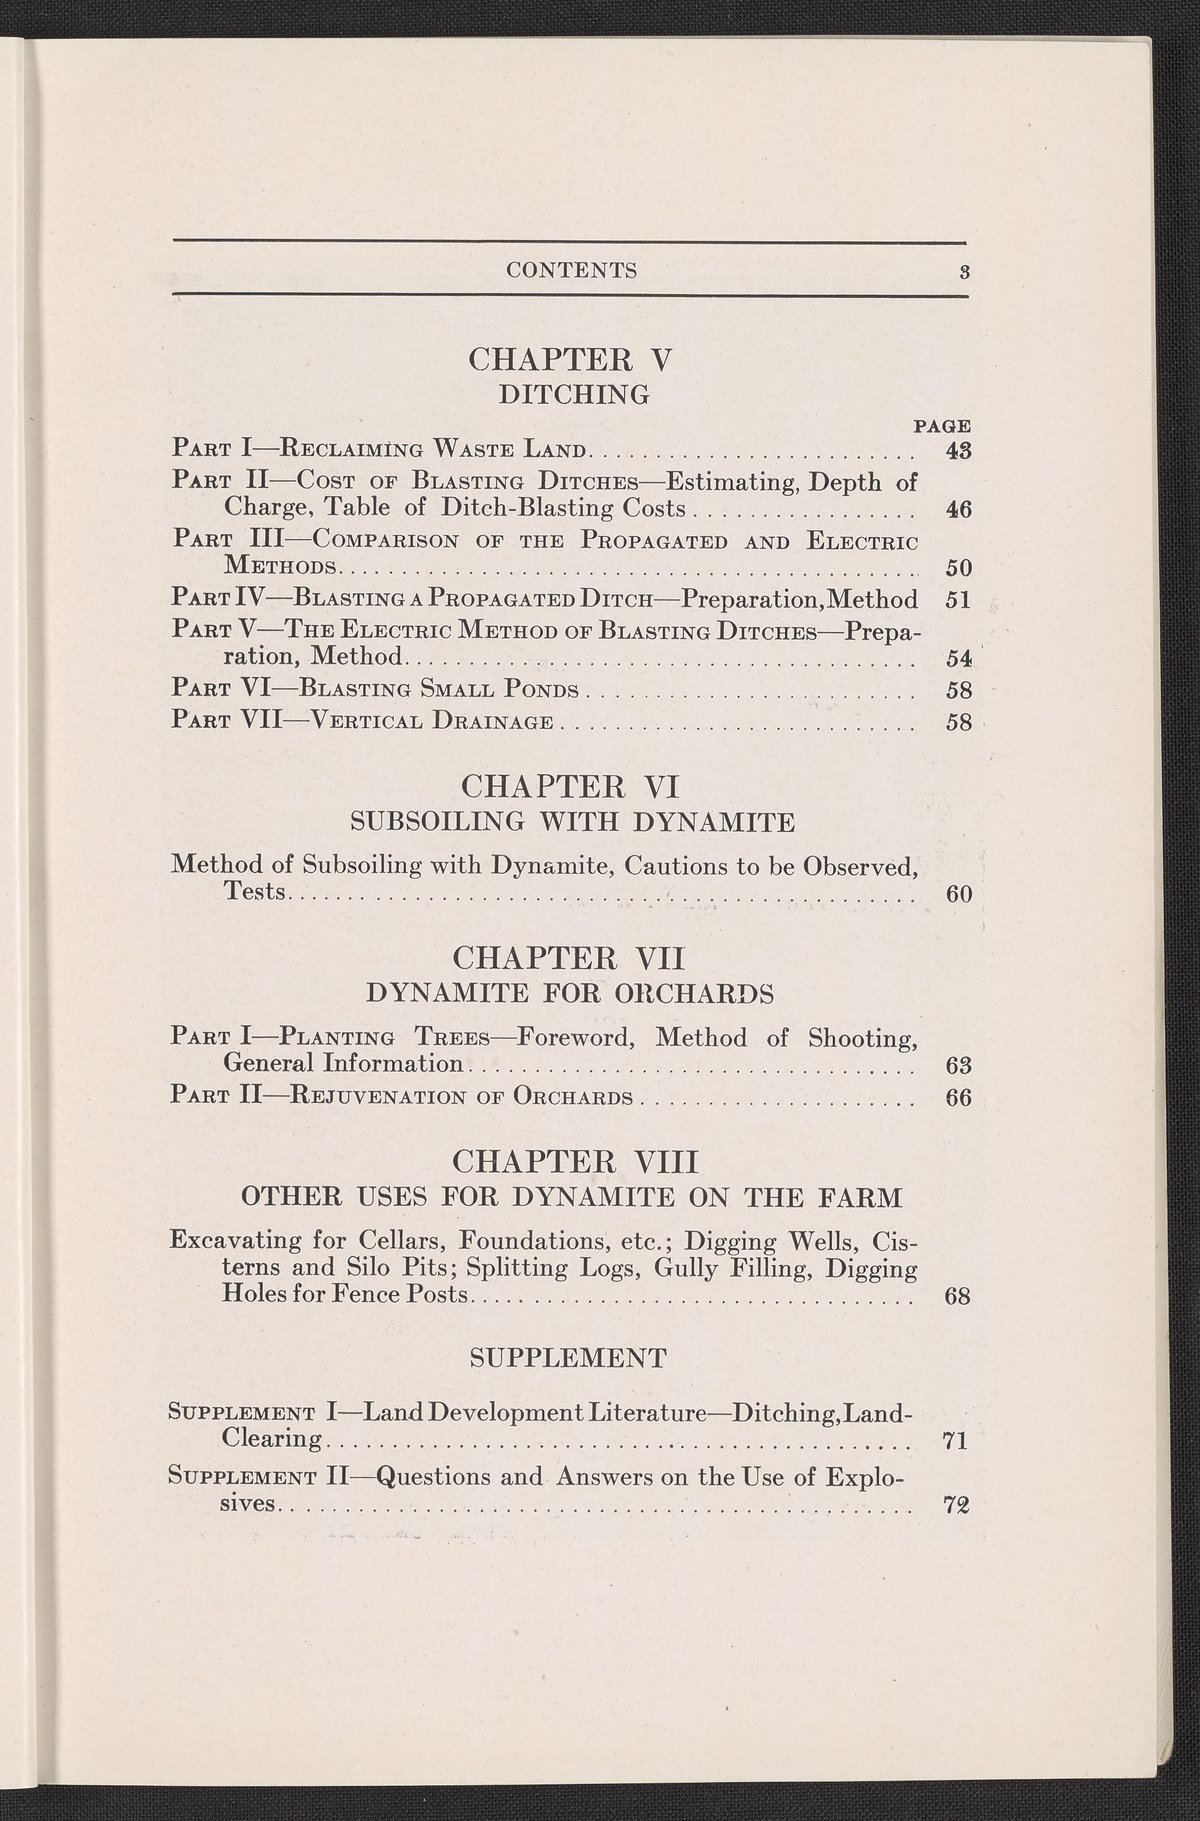 CONTENTS 3
CHAPTER V
DITCHING
PAGE
PART I—RECLAIMING WASTE LAND. . . . . . . . . . . . . . . . . . . . . . . . . 43
PART II—COST OF BLASTING DITCHES—Estimating, Depth of
Charge, Table of Ditch-Blasting Costs . . . . . . . . . . . . . . . . . 46
PART III—COMPARISON OF THE PROPAGATED AND ELECTRIC
METHODS. . . . . . . . . . . . . . . . . . . . . . . . . . . . . . . . . . . . . . . . . . . . 50
PART IV—BLASTING A PROPAGATED DITCH—Preparation, Method 51
PART V—THE ELECTRIC METHOD OF BLASTING DITCHES—Prepa-
ration, Method. . . . . . . . . . . . . . . . . . . . . . . . . . . . . . . . . . . . . . . 54
PART VI—BLASTING SMALL PONDS . . . . . . . . . . . . . . . . . . . . . . . . . 58
PART VII—VERTICAL DRAINAGE . . . . . . . . . . . . . . . . . . . . . . . . . . . 58
CHAPTER VI
SUBSOILING WITH DYNAMITE
Method of Subsoiling with Dynamite, Cautions to be Observed,
Tests. . . . . . . . . . . . . . . . . . . . . . . . . . . . . . . . . . . . . . . . . . . . . . . . 60
CHAPTER VII
DYNAMITE FOR ORCHARDS
PART I—PLANTING TREES—Foreword, Method of Shooting,
General Information. . . . . . . . . . . . . . . . . . . . . . . . . . . . . . . . . . 63
PART II—REJUVENATION OF ORCHARDS . . . . . . . . . . . . . . . . . . . . . 66
CHAPTER VIII
OTHER USES FOR DYNAMITE ON THE FARM
Excavating for Cellars, Foundations, etc.; Digging Wells, Cis-
terns and Silo Pits; Splitting Logs, Gully Filling, Digging
Holes for Fence Posts. . . . . . . . . . . . . . . . . . . . . . . . . . . . . . . . . . 68
SUPPLEMENT
SUPPLEMENT I—Land Development Literature—Ditching, Land-
Clearing. . . . . . . . . . . . . . . . . . . . . . . . . . . . . . . . . . . . . . . . . . . . . 71
SUPPLEMENT II—Questions and Answers on the Use of Explo-
sives. . . . . . . . . . . . . . . . . . . . . . . . . . . . . . . . . . . . . . . . . . . . . . . . 72